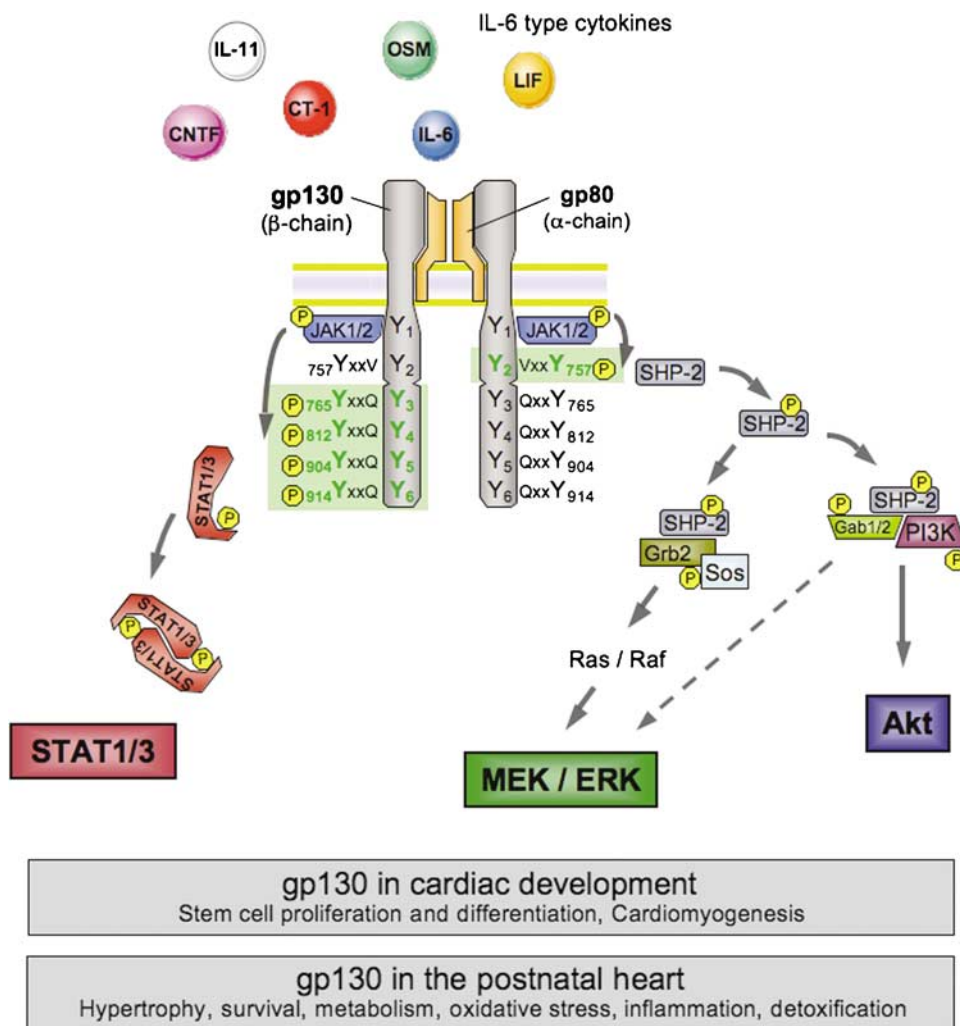 IL-6 type cytokines
IL-11
OSM
LIF
CT-1
CNTF
IL-6
gp130
(β-chain)
gp80
(α-chain)
P
JAK1/2
Y1
Y1
JAK1/2
P
757YxxV
Y2
Y2
VxxY757
P
SHP-2
P
765YxxQ
Y3
Y3
QxxY765
P
812YxxQ
Y4
Y4
QxxY812
P
904YxxQ
Y5
Y5
QxxY904
P
914YxxQ
Y6
Y6
QxxY914
P
SHP-2
STAT1/3
P
P
SHP-2
Grb2
P
Sos
P
SHP-2
P
Gab1/2
PI3K
P
P
STAT1/3
STAT1/3
P
Ras / Raf
STAT1/3
MEK / ERK
Akt
gp130 in cardiac development
Stem cell proliferation and differentiation, Cardiomyogenesis
gp130 in the postnatal heart
Hypertrophy, survival, metabolism, oxidative stress, inflammation, detoxification